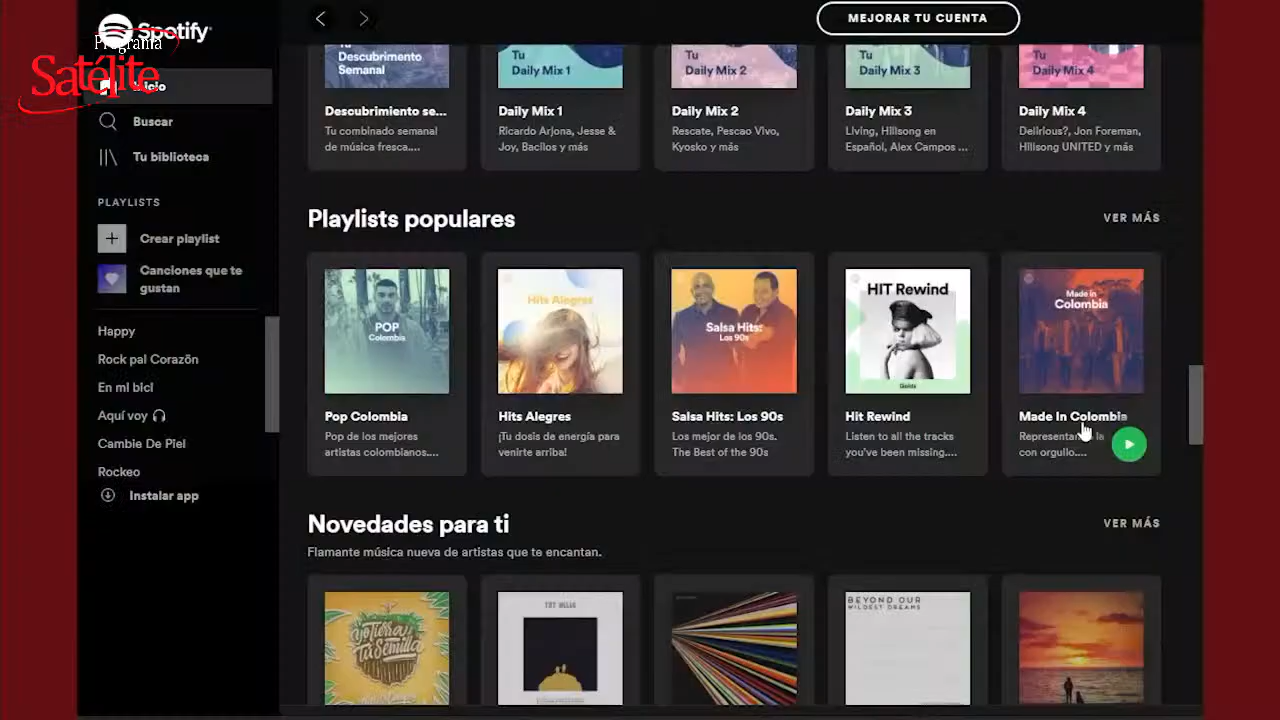 Spotify
Programa
Satélite
Inicio
Buscar
Tu biblioteca
PLAYLISTS
Crear playlist
Canciones que te
gustan
Happy
Rock pal Corazón
En mi bici
Aquí voy
Cambie De Piel
Rockeo
Instalar app
MEJORAR TU CUENTA
Tu
Descubrimiento
Semanal
Tu
Daily Mix 1
Tu
Daily Mix 2
Tu
Daily Mix 3
Tu
Daily Mix 4
Descubrimiento se...
Tu combinado semanal
de música fresca....
Daily Mix 1
Ricardo Arjona, Jesse &
Joy, Bacilos y más
Daily Mix 2
Rescate, Pescao Vivo,
Kyosko y más
Daily Mix 3
Living, Hillsong en
Español, Alex Campos ...
Daily Mix 4
Delirious?, Jon Foreman,
Hillsong UNITED y más
Playlists populares
VER MÁS
POP
Colombia
Hits Alegres
Salsa Hits:
Los 90s
HIT Rewind
Made in
Colombia
Pop Colombia
Pop de los mejores
artistas colombianos....
Hits Alegres
¡Tu dosis de energía para
venirte arriba!
Salsa Hits: Los 90s
Los mejor de los 90s.
The Best of the 90s
Hit Rewind
Listen to all the tracks
you've been missing....
Made In Colombia
la
con orgullo....
Novedades para ti
VER MÁS
Flamante música nueva de artistas que te encantan.
Yo Tierra
Tu Semilla
BEYOND OUR
WILDEST DREAMS